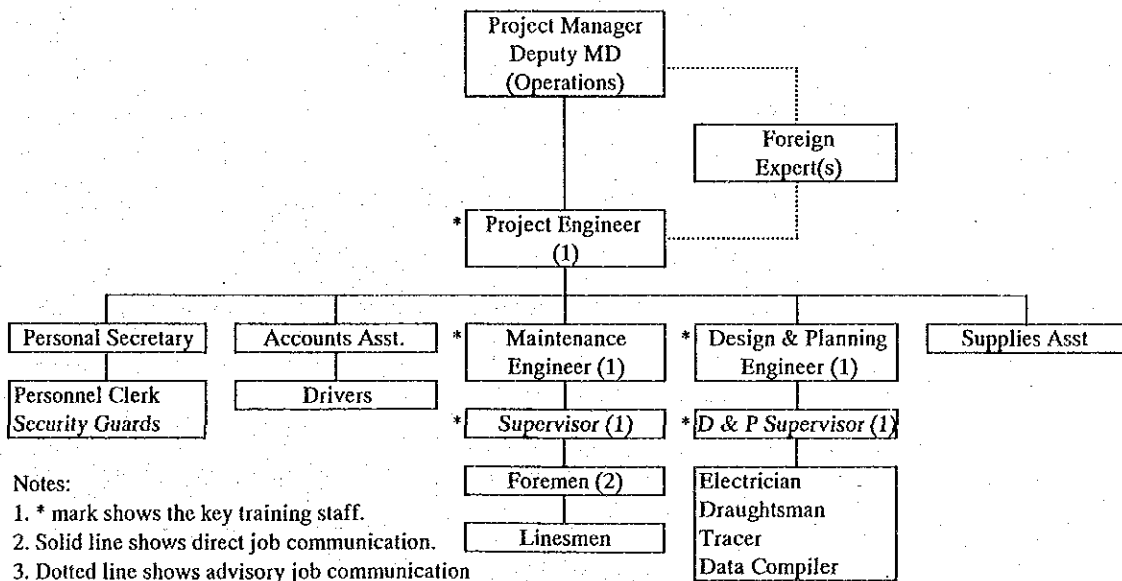 Project Manager
Deputy MD
(Operations)
Foreign
Expert(s)
* Project Engineer
(1)
Personal Secretary
Accounts Asst.
* Maintenance
Engineer (1)
* Design & Planning
Engineer (1)
Supplies Asst
Personnel Clerk
Security Guards
Drivers
* Supervisor (1)
* D & P Supervisor (1)
Foremen (2)
Linesmen
Electrician
Draughtsman
Tracer
Data Compiler
Notes:
1. * mark shows the key training staff.
2. Solid line shows direct job communication.
3. Dotted line shows advisory job communication